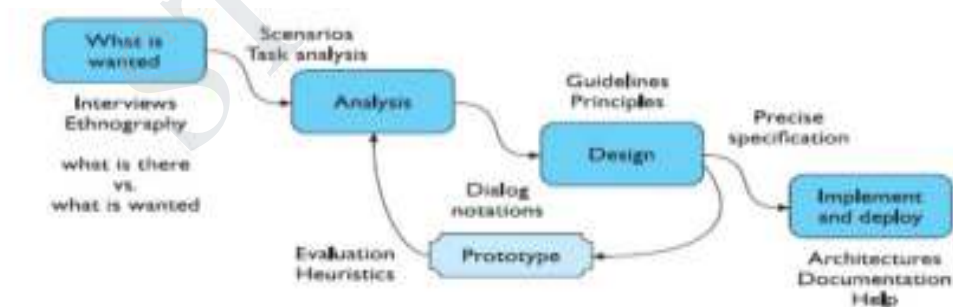 What is
wanted
Scenarios
Task analysis
Interviews
Ethnography
what is there
vs.
what is wanted
Analysis
Guidelines
Principles
Design
Precise
specification
Dialog
notations
Implement
and deploy
Evaluation
Heuristics
Prototype
Architectures
Documentation
Help